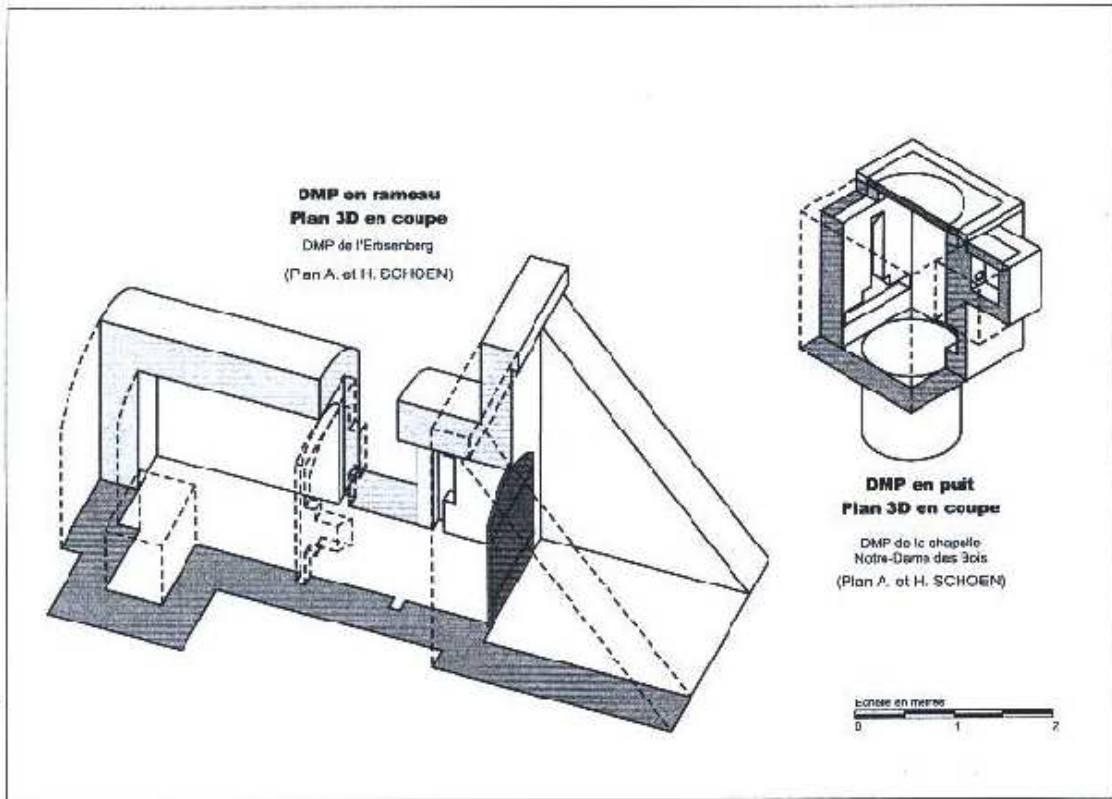 DMP en rameau
Plan 3D en coupe
DMP de l'Erbsenberg
(Plan A. et H. SCHOEN)
DMP en puit
Plan 3D en coupe
DMP de la chapelle
Notre-Dame des Bois
(Plan A. et H. SCHOEN)
Echelle en mètres
0 1 2